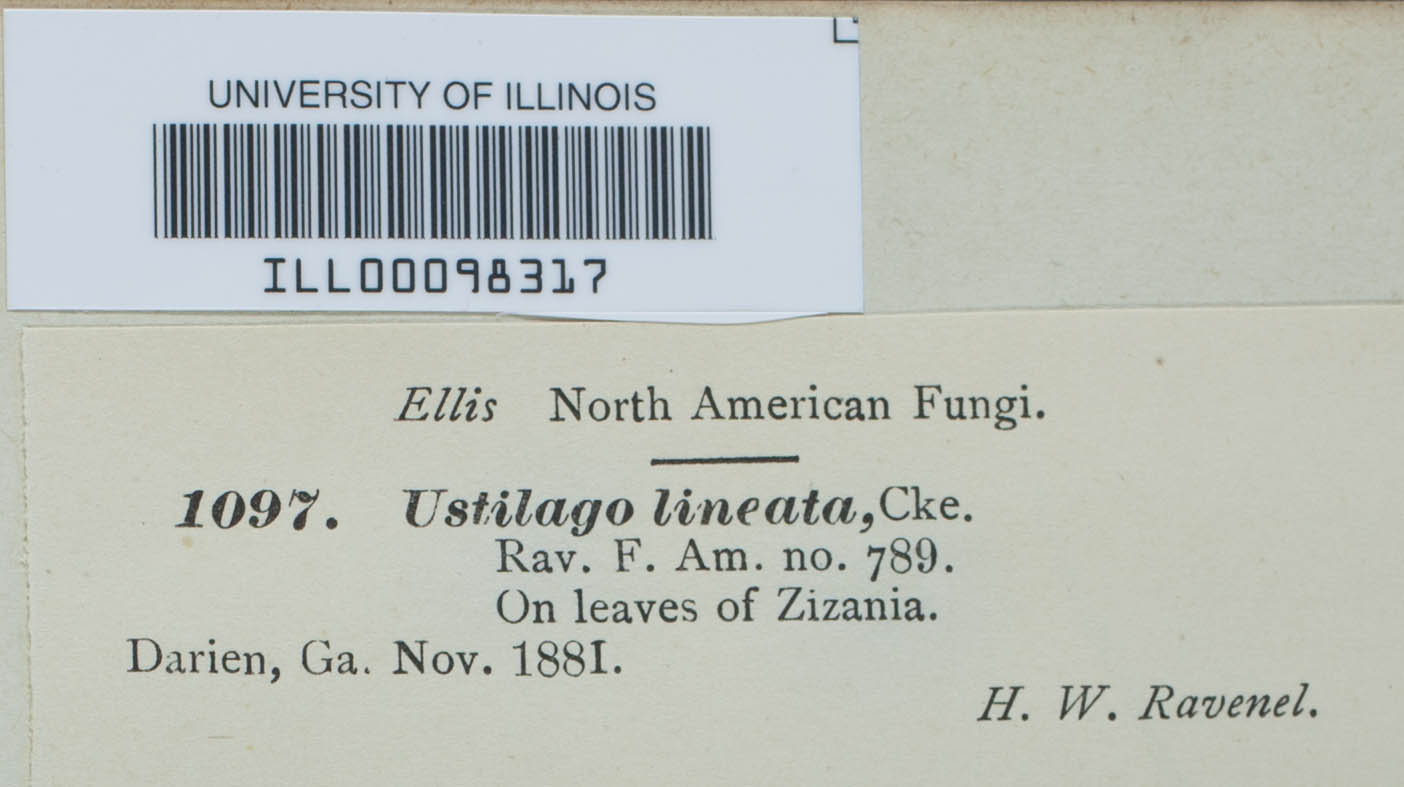 UNIVERSITY OF ILLINOIS
ILL00098317
Ellis North American Fungi.
1097. Ustilago lineata, Cke.
Rav. F. Am. no. 789.
On leaves of Zizania.
Darien, Ga. Nov. 1881.
H. W. Ravenel.